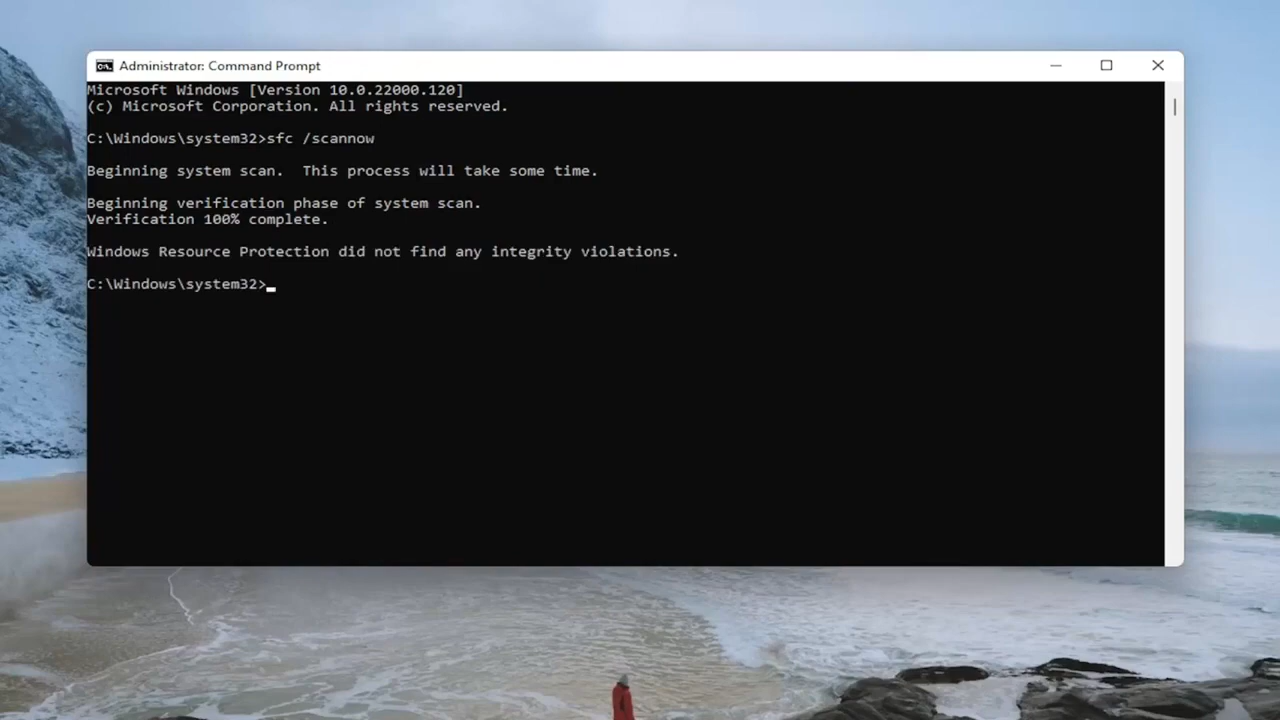 Administrator: Command Prompt
Microsoft Windows [Version 10.0.22000.120]
(c) Microsoft Corporation. All rights reserved.
C:\Windows\system32>sfc /scannow
Beginning system scan.  This process will take some time.
Beginning verification phase of system scan.
Verification 100% complete.
Windows Resource Protection did not find any integrity violations.
C:\Windows\system32>